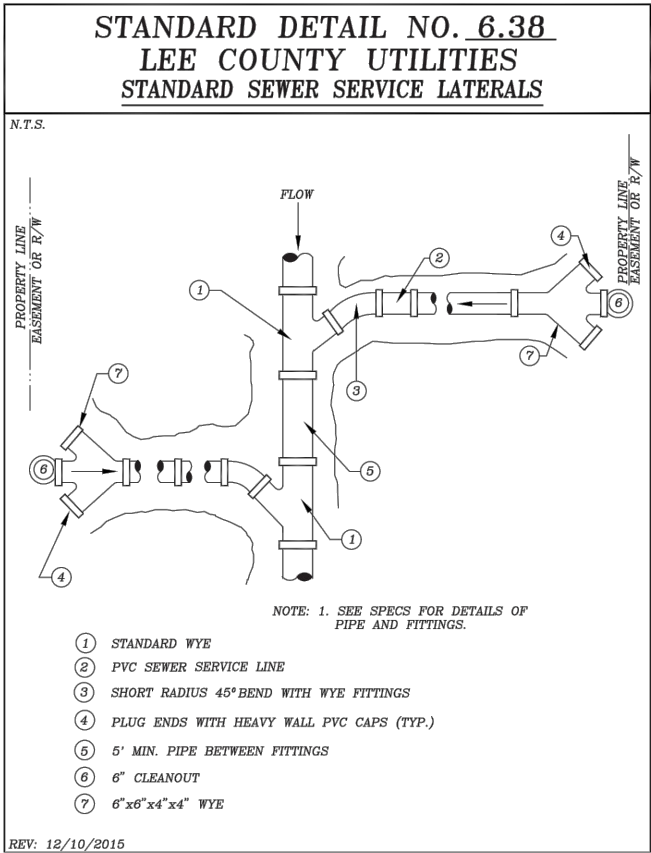 STANDARD DETAIL NO. 6.38
LEE COUNTY UTILITIES
STANDARD SEWER SERVICE LATERALS
N.T.S.
FLOW
PROPERTY LINE
EASEMENT OR R/W
PROPERTY LINE
EASEMENT OR R/W
4
2
1
6
7
3
7
6
5
1
4
NOTE: 1. SEE SPECS FOR DETAILS OF
PIPE AND FITTINGS.
1 STANDARD WYE
2 PVC SEWER SERVICE LINE
3 SHORT RADIUS 45° BEND WITH WYE FITTINGS
4 PLUG ENDS WITH HEAVY WALL PVC CAPS (TYP.)
5 5' MIN. PIPE BETWEEN FITTINGS
6 6" CLEANOUT
7 6"x6"x4"x4" WYE
REV: 12/10/2015